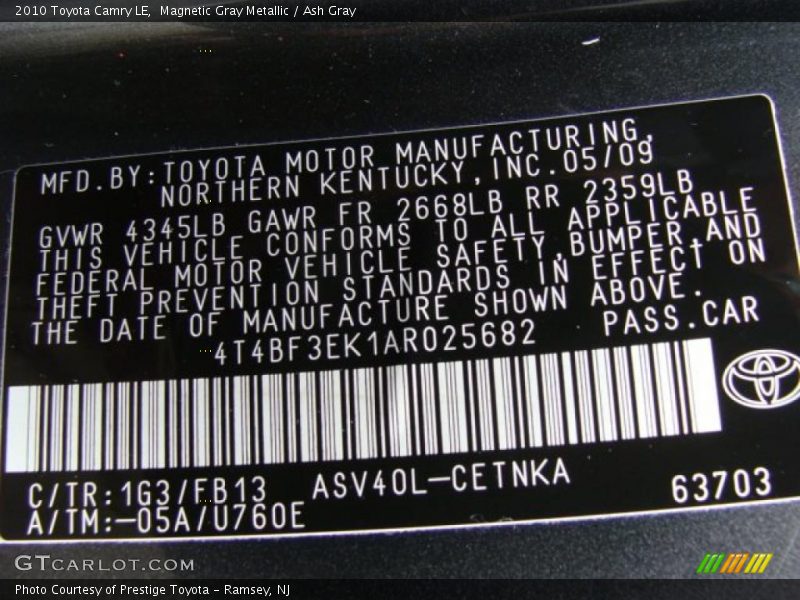 2010 Toyota Camry LE,  Magnetic Gray Metallic / Ash Gray
MFD.BY:TOYOTA MOTOR MANUFACTURING,
NORTHERN KENTUCKY,INC.05/09
GVWR 4345LB GAWR FR 2668LB RR 2359LB
THIS VEHICLE CONFORMS TO ALL APPLICABLE
FEDERAL MOTOR VEHICLE SAFETY,BUMPER,AND
THEFT PREVENTION STANDARDS IN EFFECT ON
THE DATE OF MANUFACTURE SHOWN ABOVE.
4T4BF3EK1AR025682 PASS.CAR
C/TR:1G3/FB13 ASV40L-CETNKA
A/TM:-05A/U760E 63703
GTCARLOT.COM
Photo Courtesy of Prestige Toyota - Ramsey, NJ